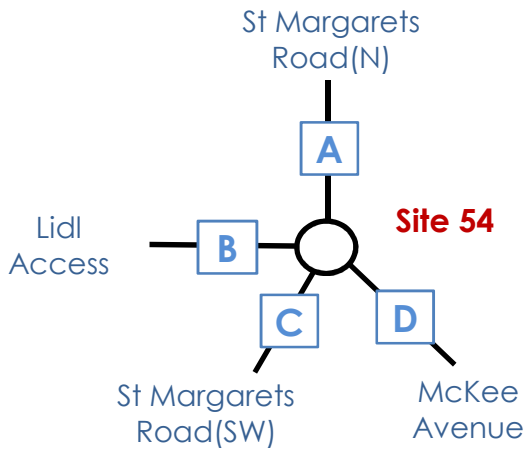 St Margarets
Road(N)
A
Site 54
Lidl
Access
B
C
D
St Margarets
Road(SW)
McKee
Avenue